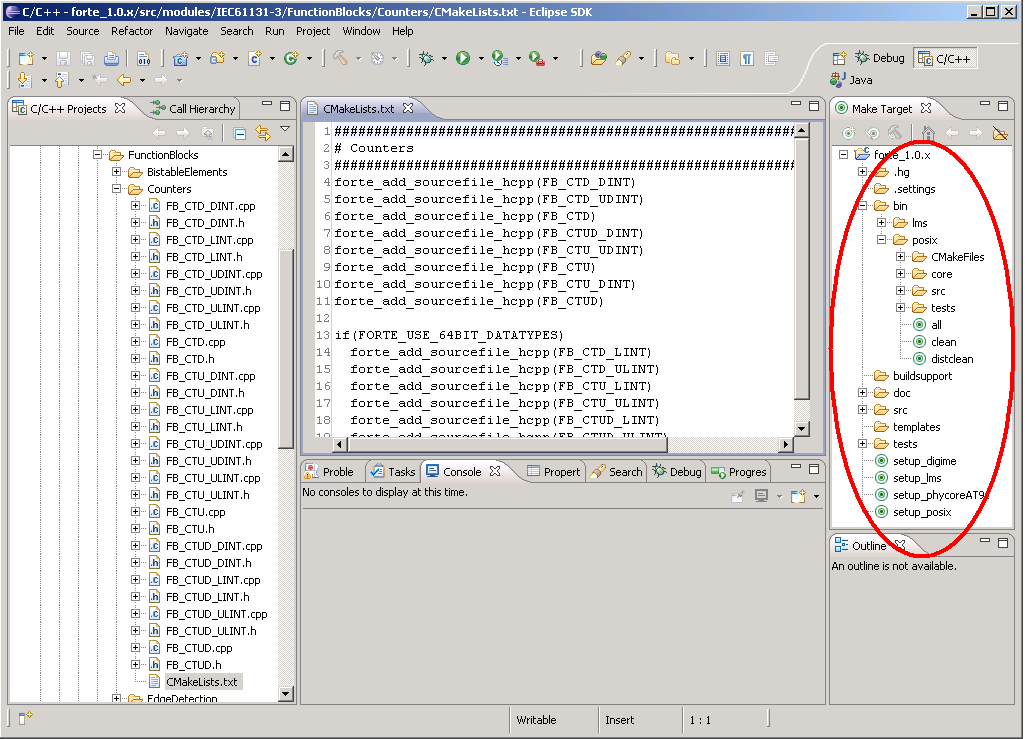 C/C++ - forte_1.0.x/src/modules/IEC61131-3/FunctionBlocks/Counters/CMakeLists.txt - Eclipse SDK
File Edit Source Refactor Navigate Search Run Project Window Help
010
Debug C/C++
Java
C/C++ Projects Call Hierarchy
FunctionBlocks
BistableElements
Counters
FB_CTD_DINT.cpp
FB_CTD_DINT.h
FB_CTD_LINT.cpp
FB_CTD_LINT.h
FB_CTD_UDINT.cpp
FB_CTD_UDINT.h
FB_CTD_ULINT.cpp
FB_CTD_ULINT.h
FB_CTD.cpp
FB_CTD.h
FB_CTU_DINT.cpp
FB_CTU_DINT.h
FB_CTU_LINT.cpp
FB_CTU_LINT.h
FB_CTU_UDINT.cpp
FB_CTU_UDINT.h
FB_CTU_ULINT.cpp
FB_CTU_ULINT.h
FB_CTU.cpp
FB_CTU.h
FB_CTUD_DINT.cpp
FB_CTUD_DINT.h
FB_CTUD_LINT.cpp
FB_CTUD_LINT.h
FB_CTUD_ULINT.cpp
FB_CTUD_ULINT.h
FB_CTUD.cpp
FB_CTUD.h
CMakeLists.txt
EdgeDetection
CMakeLists.txt
1 ##########################################################
2 # Counters
3 ##########################################################
4 forte_add_sourcefile_hcpp(FB_CTD_DINT)
5 forte_add_sourcefile_hcpp(FB_CTD_UDINT)
6 forte_add_sourcefile_hcpp(FB_CTD)
7 forte_add_sourcefile_hcpp(FB_CTUD_DINT)
8 forte_add_sourcefile_hcpp(FB_CTU_UDINT)
9 forte_add_sourcefile_hcpp(FB_CTU)
10 forte_add_sourcefile_hcpp(FB_CTU_DINT)
11 forte_add_sourcefile_hcpp(FB_CTUD)
12
13 if(FORTE_USE_64BIT_DATATYPES)
14 forte_add_sourcefile_hcpp(FB_CTD_LINT)
15 forte_add_sourcefile_hcpp(FB_CTD_ULINT)
16 forte_add_sourcefile_hcpp(FB_CTU_LINT)
17 forte_add_sourcefile_hcpp(FB_CTU_ULINT)
18 forte_add_sourcefile_hcpp(FB_CTUD_LINT)
19 forte_add_sourcefile_hcpp(FB_CTUD_ULINT)
Proble Tasks Console Propert Search Debug Progres
No consoles to display at this time.
Make Target
forte_1.0.x
.hg
.settings
bin
lms
posix
CMakeFiles
core
src
tests
all
clean
distclean
buildsupport
doc
src
templates
tests
setup_digime
setup_lms
setup_phycoreAT9
setup_posix
Outline
An outline is not available.
Writable Insert 1 : 1